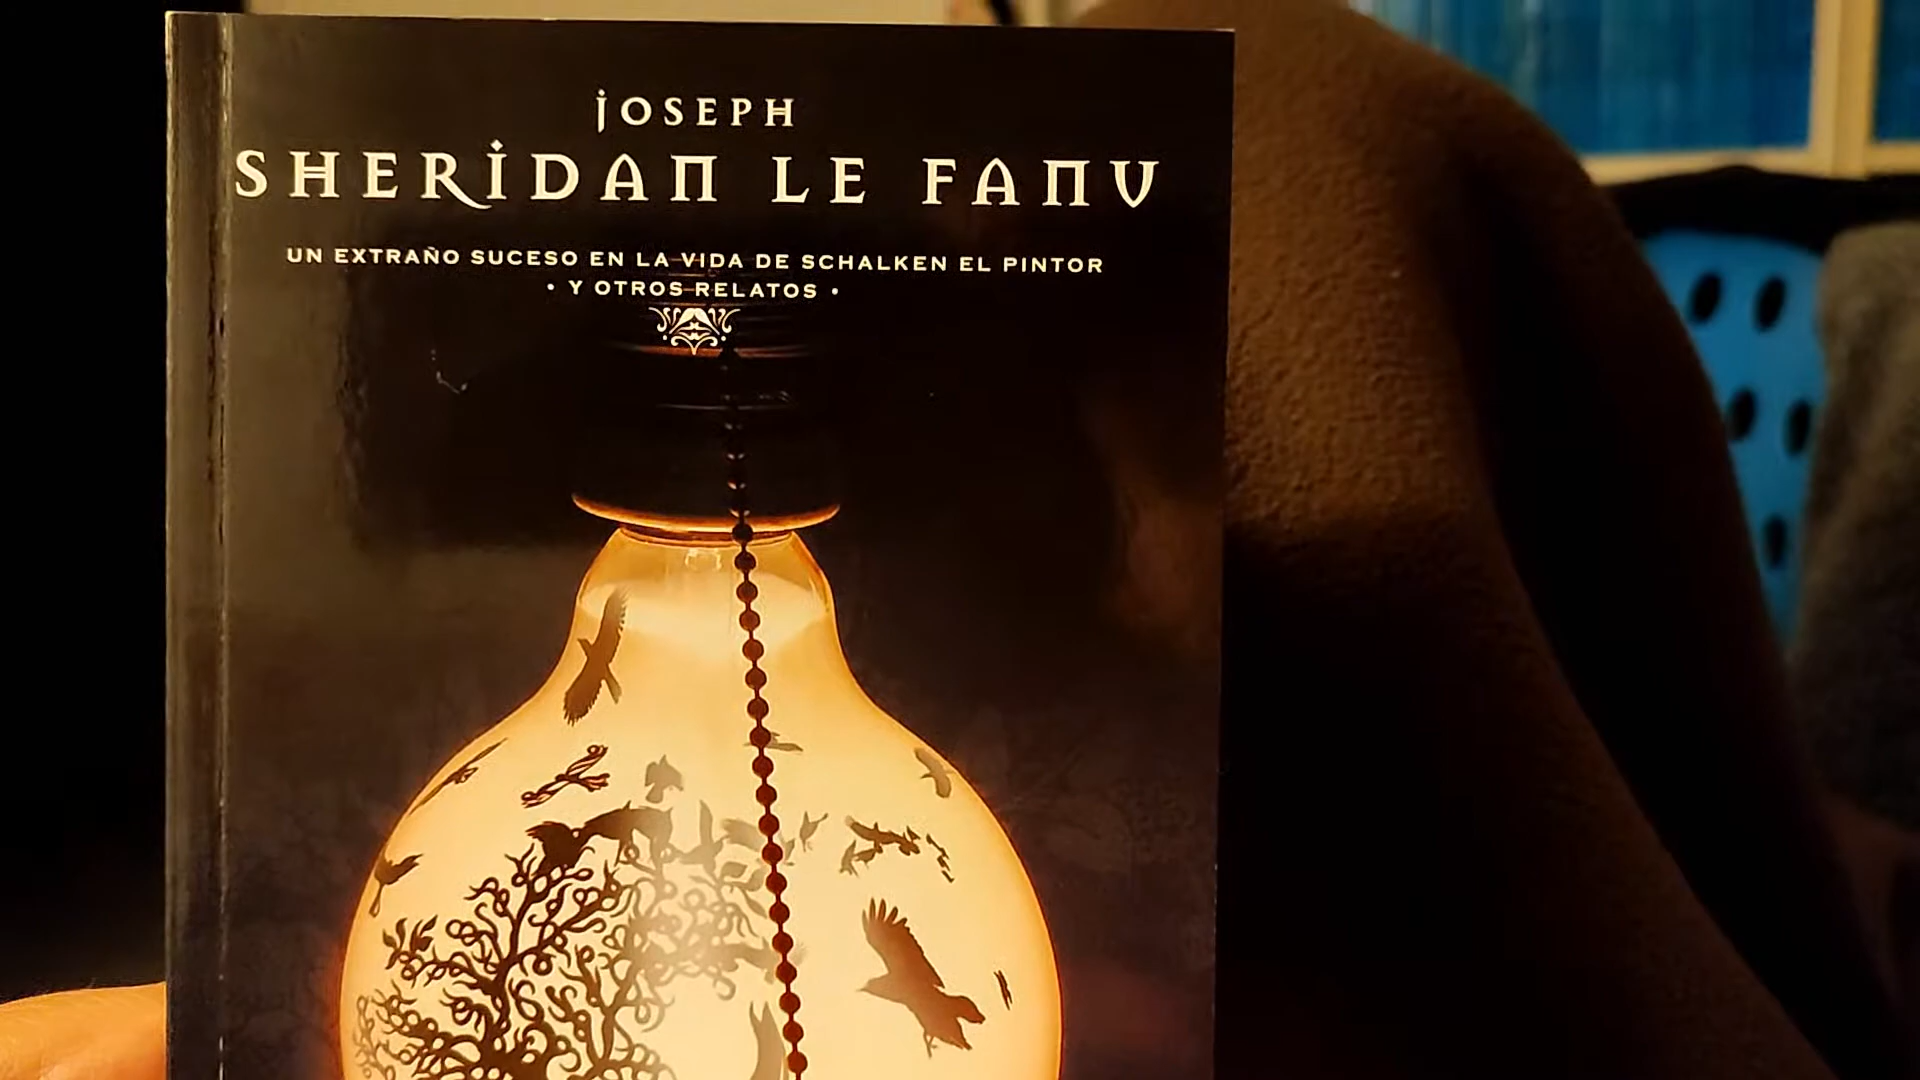 JOSEPH
SHERIDAN LE FANU
UN EXTRAÑO SUCESO EN LA VIDA DE SCHALKEN EL PINTOR
• Y OTROS RELATOS •